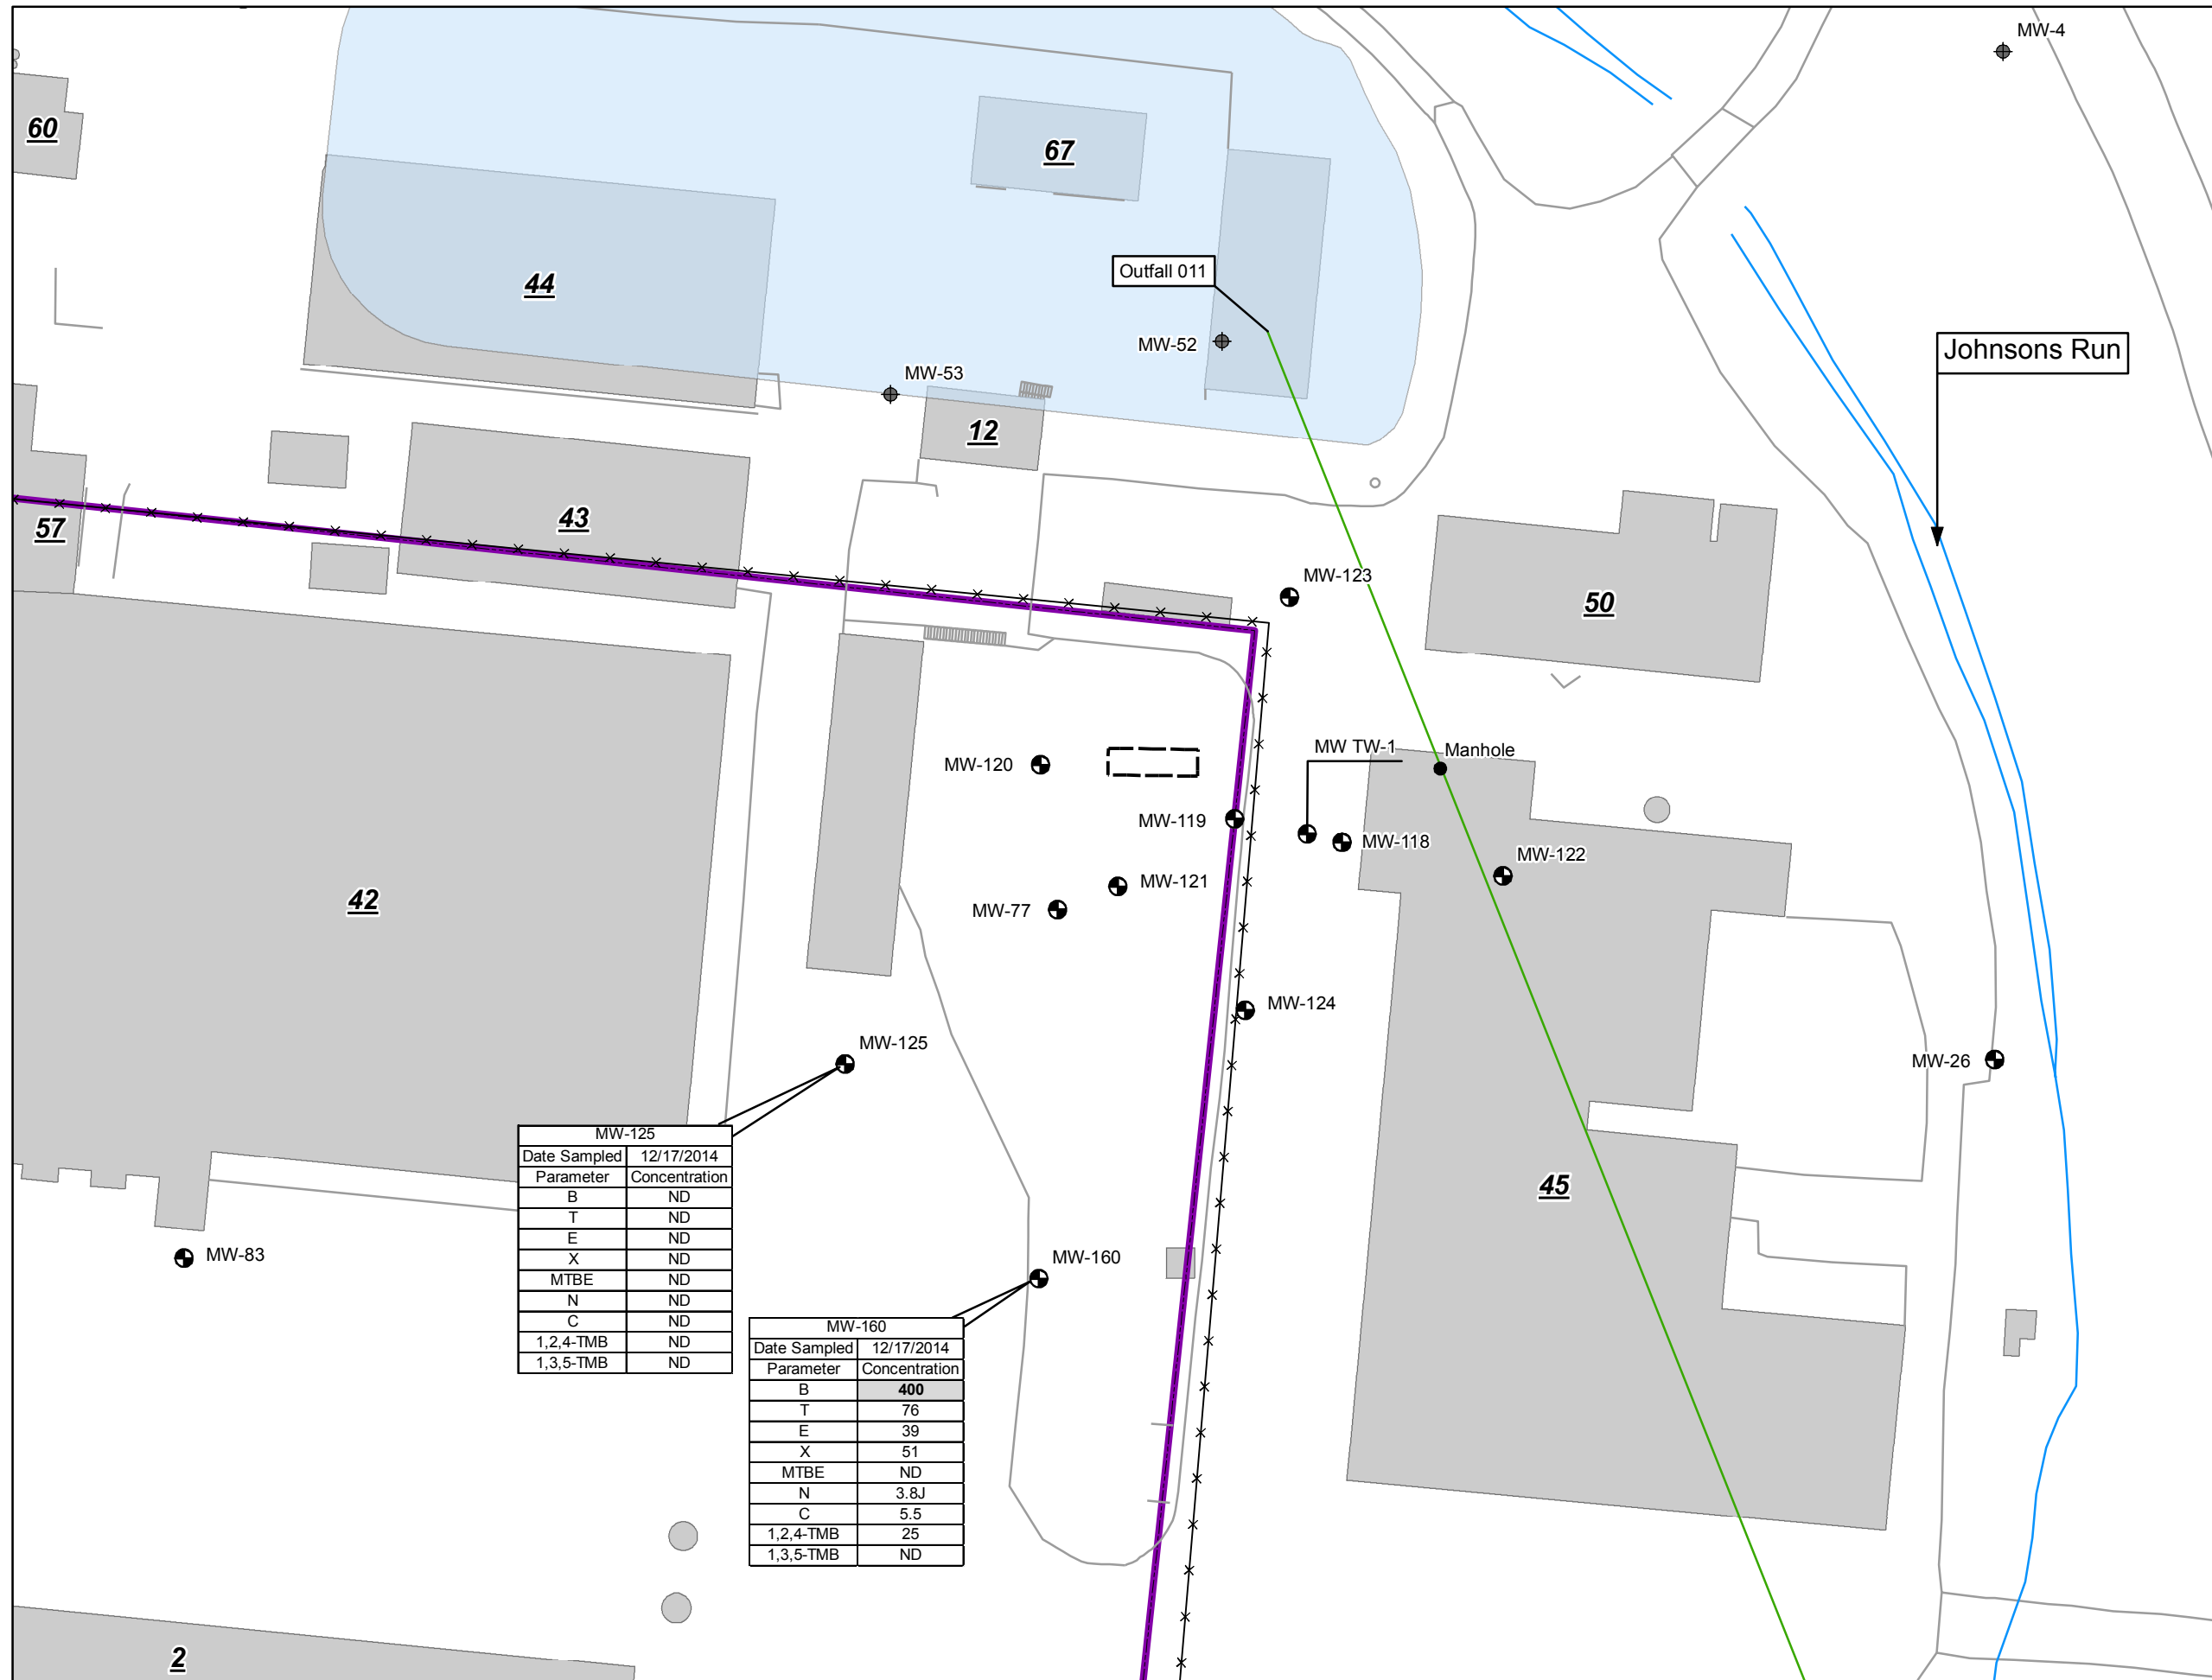 MW-4
60
67
Outfall 011
44
MW-52
Johnsons Run
MW-53
12
43
57
MW-123
50
MW TW-1
Manhole
MW-120
MW-119
MW-118
MW-122
MW-121
42
MW-77
MW-124
MW-125
MW-26
MW-125
Date Sampled 12/17/2014
Parameter Concentration
B ND
T ND
E ND
X ND
MTBE ND
N ND
C ND
1,2,4-TMB ND
1,3,5-TMB ND
45
MW-83
MW-160
MW-160
Date Sampled 12/17/2014
Parameter Concentration
B 400
T 76
E 39
X 51
MTBE ND
N 3.8J
C 5.5
1,2,4-TMB 25
1,3,5-TMB ND
2